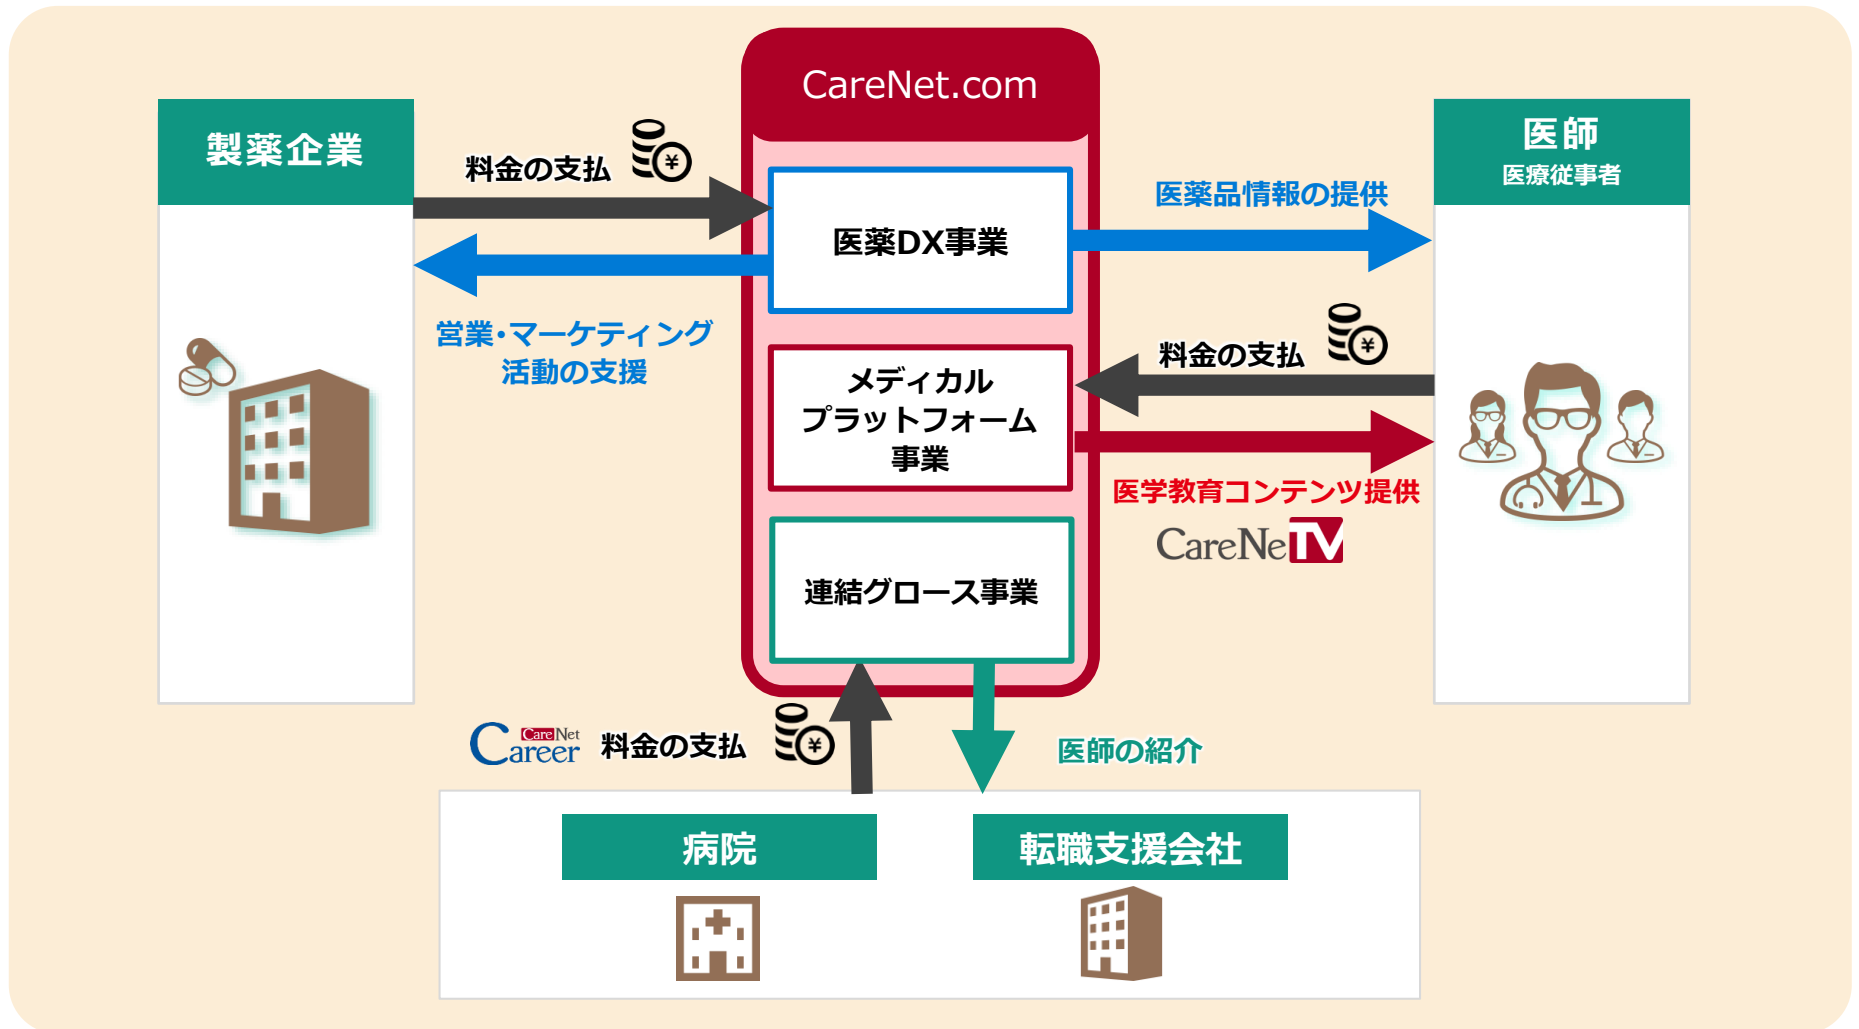 CareNet.com
製薬企業
料金の支払
¥
営業・マーケティング
活動の支援
医薬DX事業
医薬品情報の提供
医師
医療従事者
メディカル
プラットフォーム
事業
料金の支払
¥
医学教育コンテンツ提供
CareNeTV
連結グロース事業
CareNet
Career
料金の支払
¥
医師の紹介
病院
転職支援会社